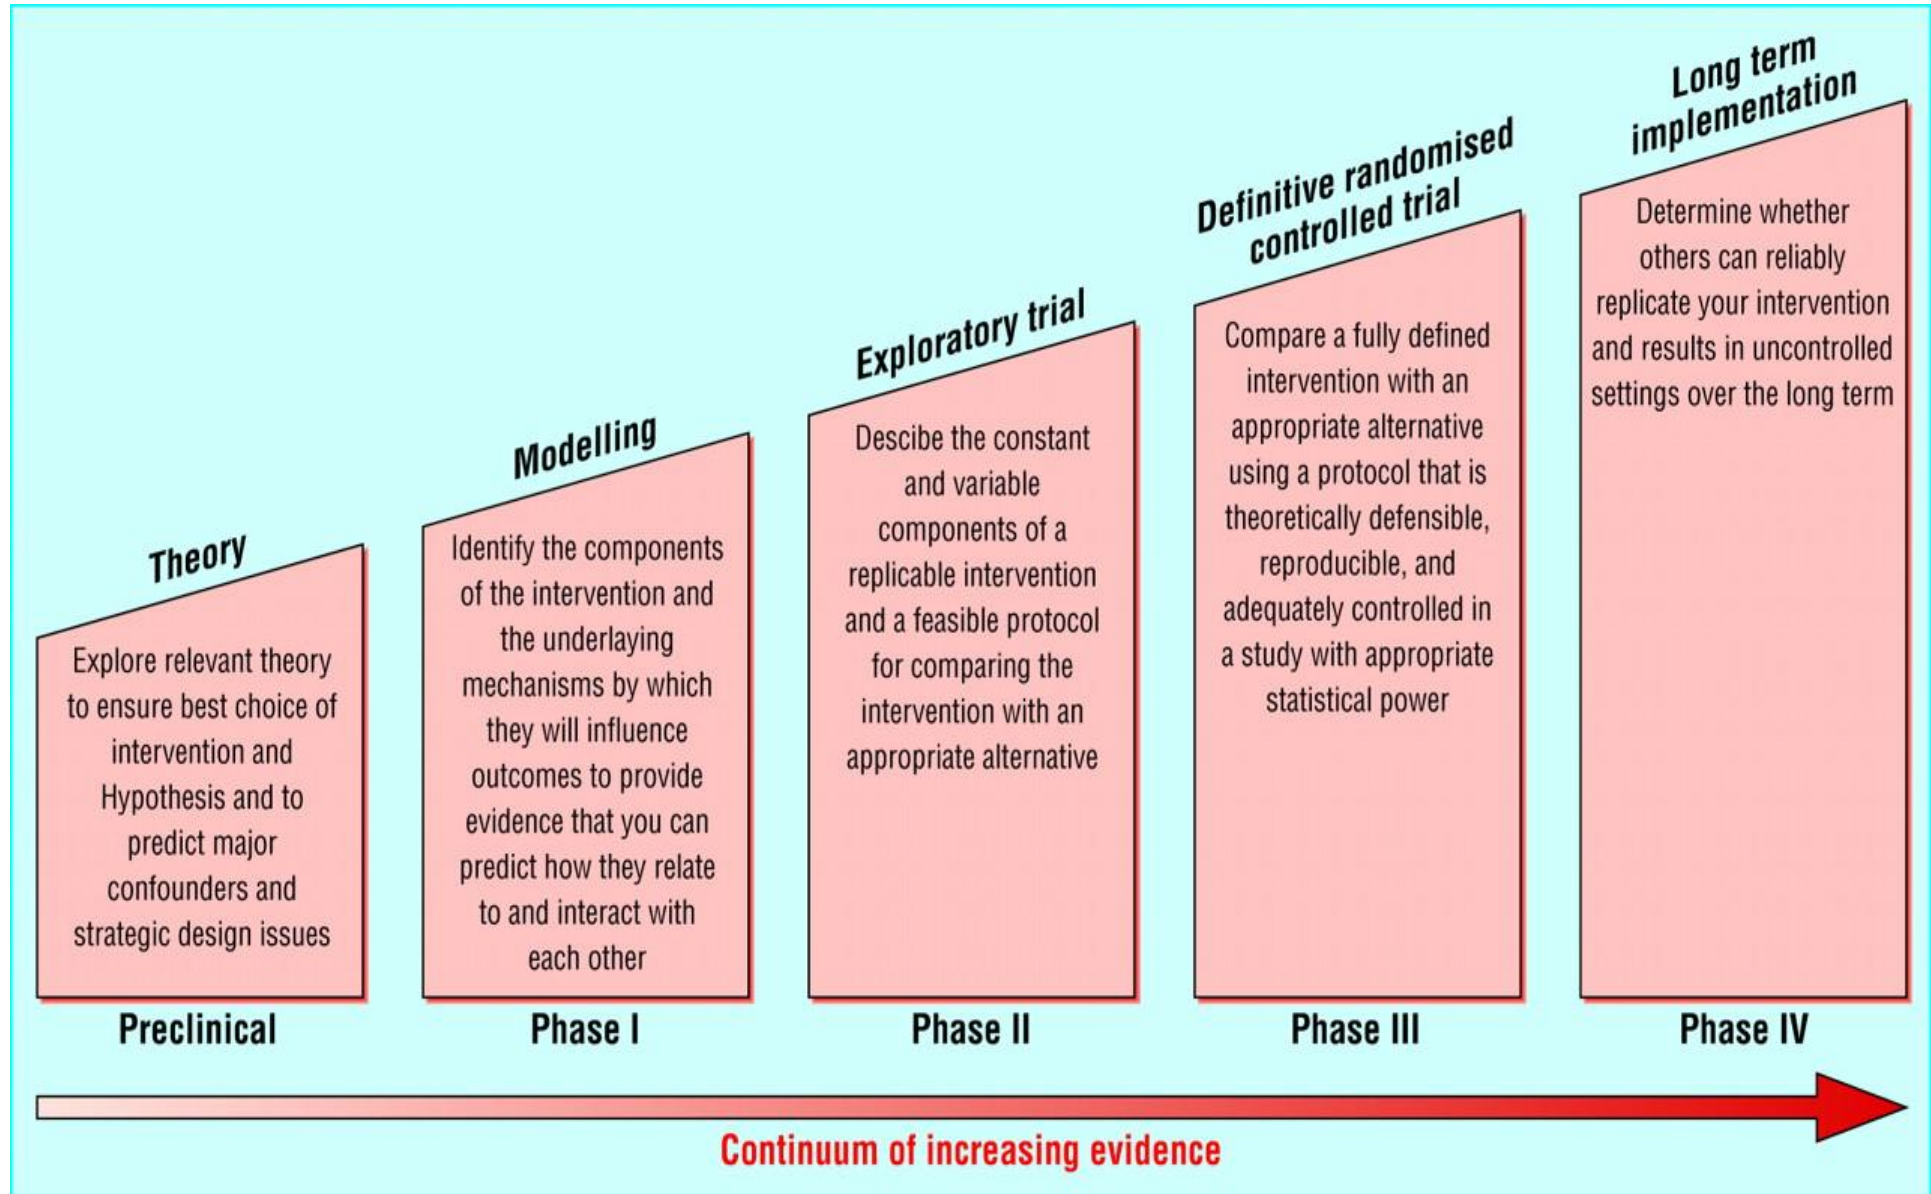 Theory
Explore relevant theory
to ensure best choice of
intervention and
Hypothesis and to
predict major
confounders and
strategic design issues
Preclinical
Modelling
Identify the components
of the intervention and
the underlaying
mechanisms by which
they will influence
outcomes to provide
evidence that you can
predict how they relate
to and interact with
each other
Phase I
Exploratory trial
Descibe the constant
and variable
components of a
replicable intervention
and a feasible protocol
for comparing the
intervention with an
appropriate alternative
Phase II
Definitive randomised
controlled trial
Compare a fully defined
intervention with an
appropriate alternative
using a protocol that is
theoretically defensible,
reproducible, and
adequately controlled in
a study with appropriate
statistical power
Phase III
Long term
implementation
Determine whether
others can reliably
replicate your intervention
and results in uncontrolled
settings over the long term
Phase IV
Continuum of increasing evidence